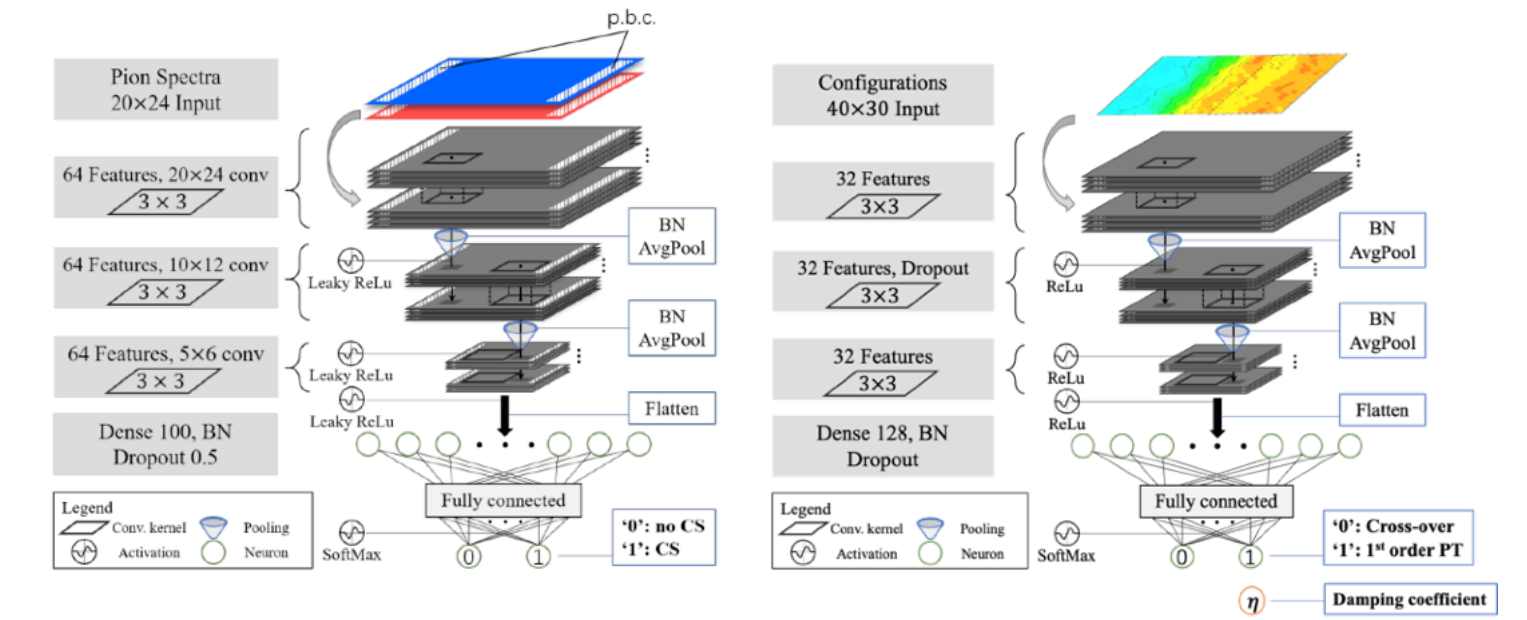 p.b.c.
Pion Spectra
20×24 Input
64 Features, 20×24 conv
3 × 3
BN
AvgPool
64 Features, 10×12 conv
3 × 3
Leaky ReLu
BN
AvgPool
64 Features, 5×6 conv
3 × 3
Leaky ReLu
Leaky ReLu
Flatten
Dense 100, BN
Dropout 0.5
Fully connected
Legend
Conv. kernel
Pooling
Activation
Neuron
SoftMax
0
1
‘0’: no CS
‘1’: CS
Configurations
40×30 Input
32 Features
3×3
BN
AvgPool
32 Features, Dropout
3×3
ReLu
BN
AvgPool
32 Features
3×3
ReLu
ReLu
Flatten
Dense 128, BN
Dropout
Fully connected
Legend
Conv. kernel
Pooling
Activation
Neuron
SoftMax
0
1
‘0’: Cross-over
‘1’: 1st order PT
η
Damping coefficient